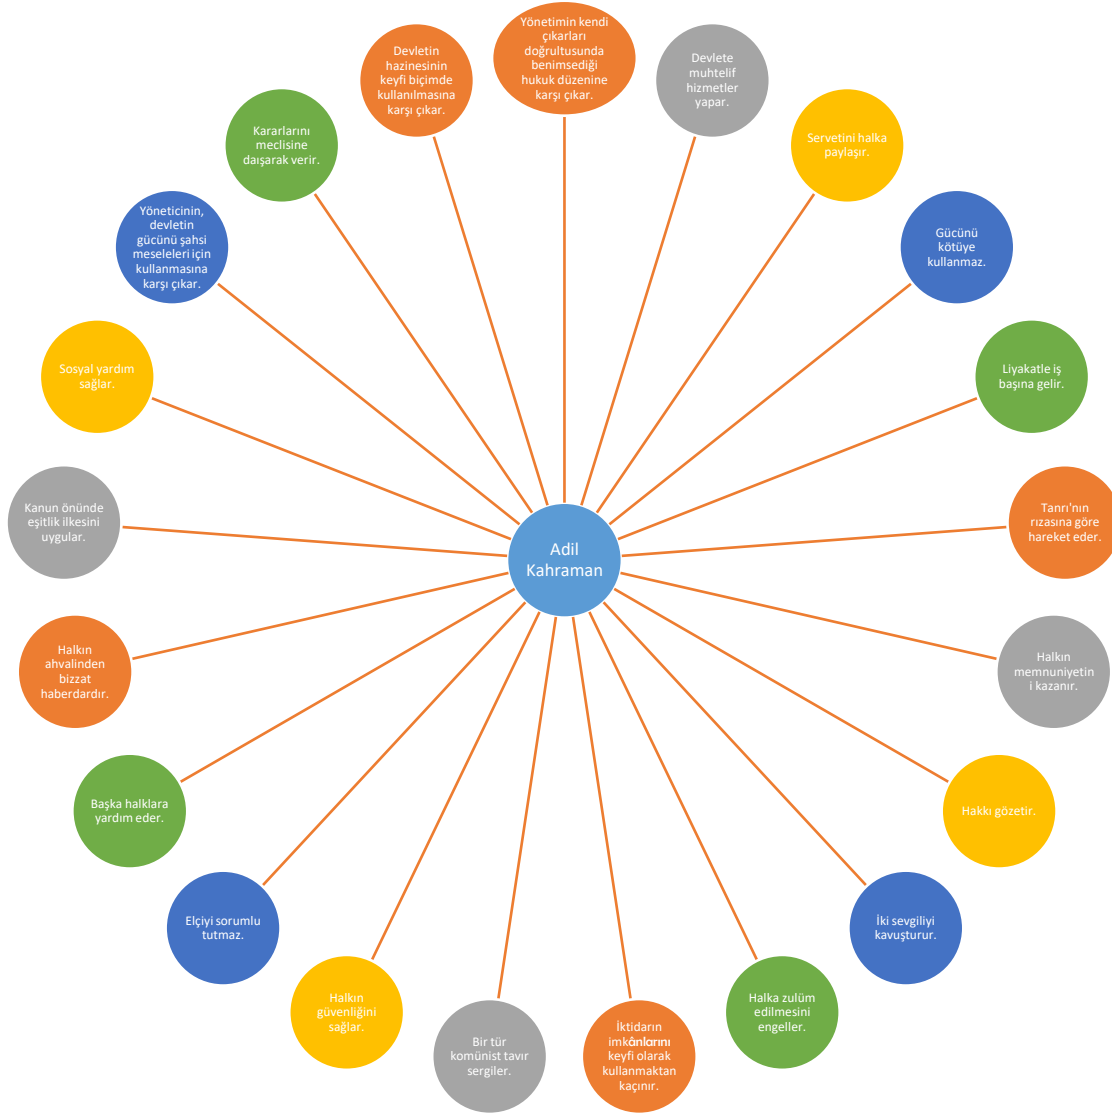 Yönetimin kendi
çıkarları
doğrultusunda
benimsediği
hukuk düzenine
karşı çıkar.
Devlete
muhtelif
hizmetler
yapar.
Servetini halka
paylaşır.
Gücünü
kötüye
kullanmaz.
Liyakatle iş
başına gelir.
Tanrı'nın
rızasına göre
hareket eder.
Halkın
memnuniyetin
i kazanır.
Hakkı gözetir.
İki sevgiliyi
kavuşturur.
Halka zulüm
edilmesini
engeller.
İktidarın
imkânlarını
keyfi olarak
kullanmaktan
kaçınır.
Bir tür
komünist tavır
sergiler.
Halkın
güvenliğini
sağlar.
Elçiyi sorumlu
tutmaz.
Başka halklara
yardım eder.
Halkın
ahvalinden
bizzat
haberdardır.
Kanun önünde
eşitlik ilkesini
uygular.
Sosyal yardım
sağlar.
Yöneticinin,
devletin
gücünü şahsi
meseleleri için
kullanmasına
karşı çıkar.
Kararlarını
meclisine
daışarak verir.
Devletin
hazinesinin
keyfi biçimde
kullanılmasına
karşı çıkar.
Adil
Kahraman